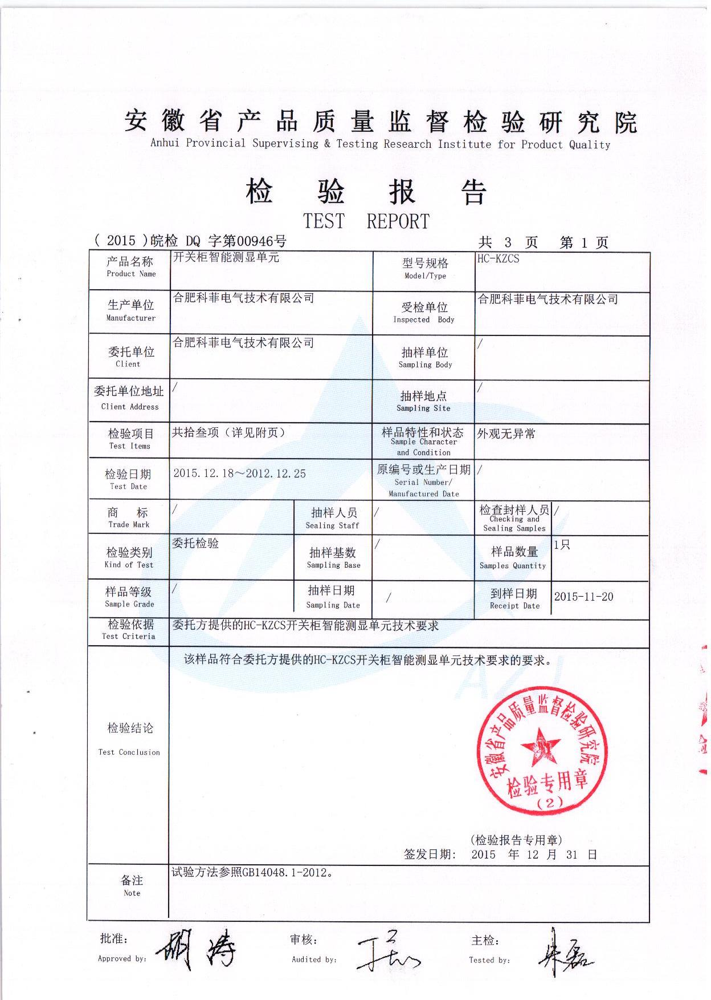 安徽省产品质量监督检验研究院
Anhui Provincial Supervising & Testing Research Institute for Product Quality
检验报告
TEST REPORT
( 2015 )皖检 DQ 字第00946号
共 3 页 第 1 页
产品名称
Product Name
开关柜智能测显单元
型号规格
Model/Type
HC-KZCS
生产单位
Manufacturer
合肥科菲电气技术有限公司
受检单位
Inspected Body
合肥科菲电气技术有限公司
委托单位
Client
合肥科菲电气技术有限公司
抽样单位
Sampling Body
/
委托单位地址
Client Address
/
抽样地点
Sampling Site
/
检验项目
Test Items
共拾叁项（详见附页）
样品特性和状态
Sample Character
and Condition
外观无异常
检验日期
Test Date
2015.12.18～2012.12.25
原编号或生产日期
Serial Number/
Manufactured Date
/
商 标
Trade Mark
/
抽样人员
Sealing Staff
/
检查封样人员
Checking and
Sealing Samples
/
检验类别
Kind of Test
委托检验
抽样基数
Sampling Base
/
样品数量
Samples Quantity
1只
样品等级
Sample Grade
/
抽样日期
Sampling Date
/
到样日期
Receipt Date
2015-11-20
检验依据
Test Criteria
委托方提供的HC-KZCS开关柜智能测显单元技术要求
检验结论
Test Conclusion
该样品符合委托方提供的HC-KZCS开关柜智能测显单元技术要求的要求。
安徽省产品质量监督检验研究院
检验专用章
(2)
(检验报告专用章)
签发日期: 2015 年 12 月 31 日
备注
Note
试验方法参照GB14048.1-2012。
批准:
Approved by:
胡涛
审核:
Audited by:
主检:
Tested by:
朱磊